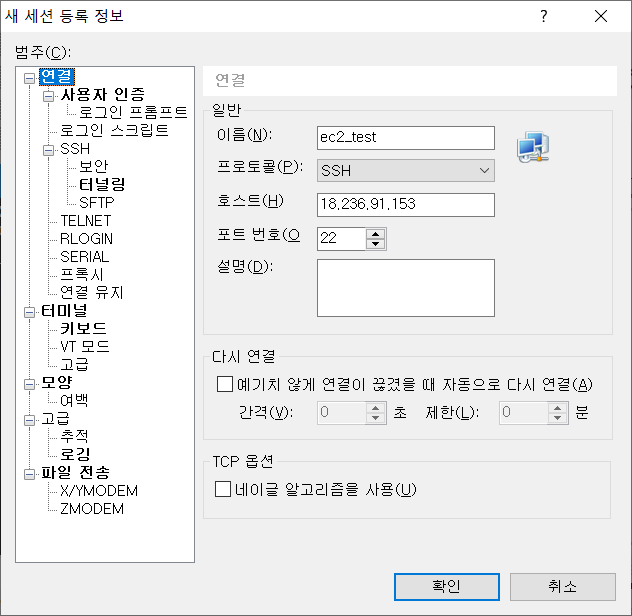 새 세션 등록 정보
?
범주(C):
연결
사용자 인증
로그인 프롬프트
로그인 스크립트
SSH
보안
터널링
SFTP
TELNET
RLOGIN
SERIAL
프록시
연결 유지
터미널
키보드
VT 모드
고급
모양
여백
고급
추적
로깅
파일 전송
X/YMODEM
ZMODEM
연결
일반
이름(N): ec2_test
프로토콜(P): SSH
호스트(H) 18,236,91,153
포트 번호(O 22
설명(D):
다시 연결
예기치 않게 연결이 끊겼을 때 자동으로 다시 연결(A)
간격(V): 0 초 제한(L): 0 분
TCP 옵션
네이글 알고리즘을 사용(U)
확인 취소